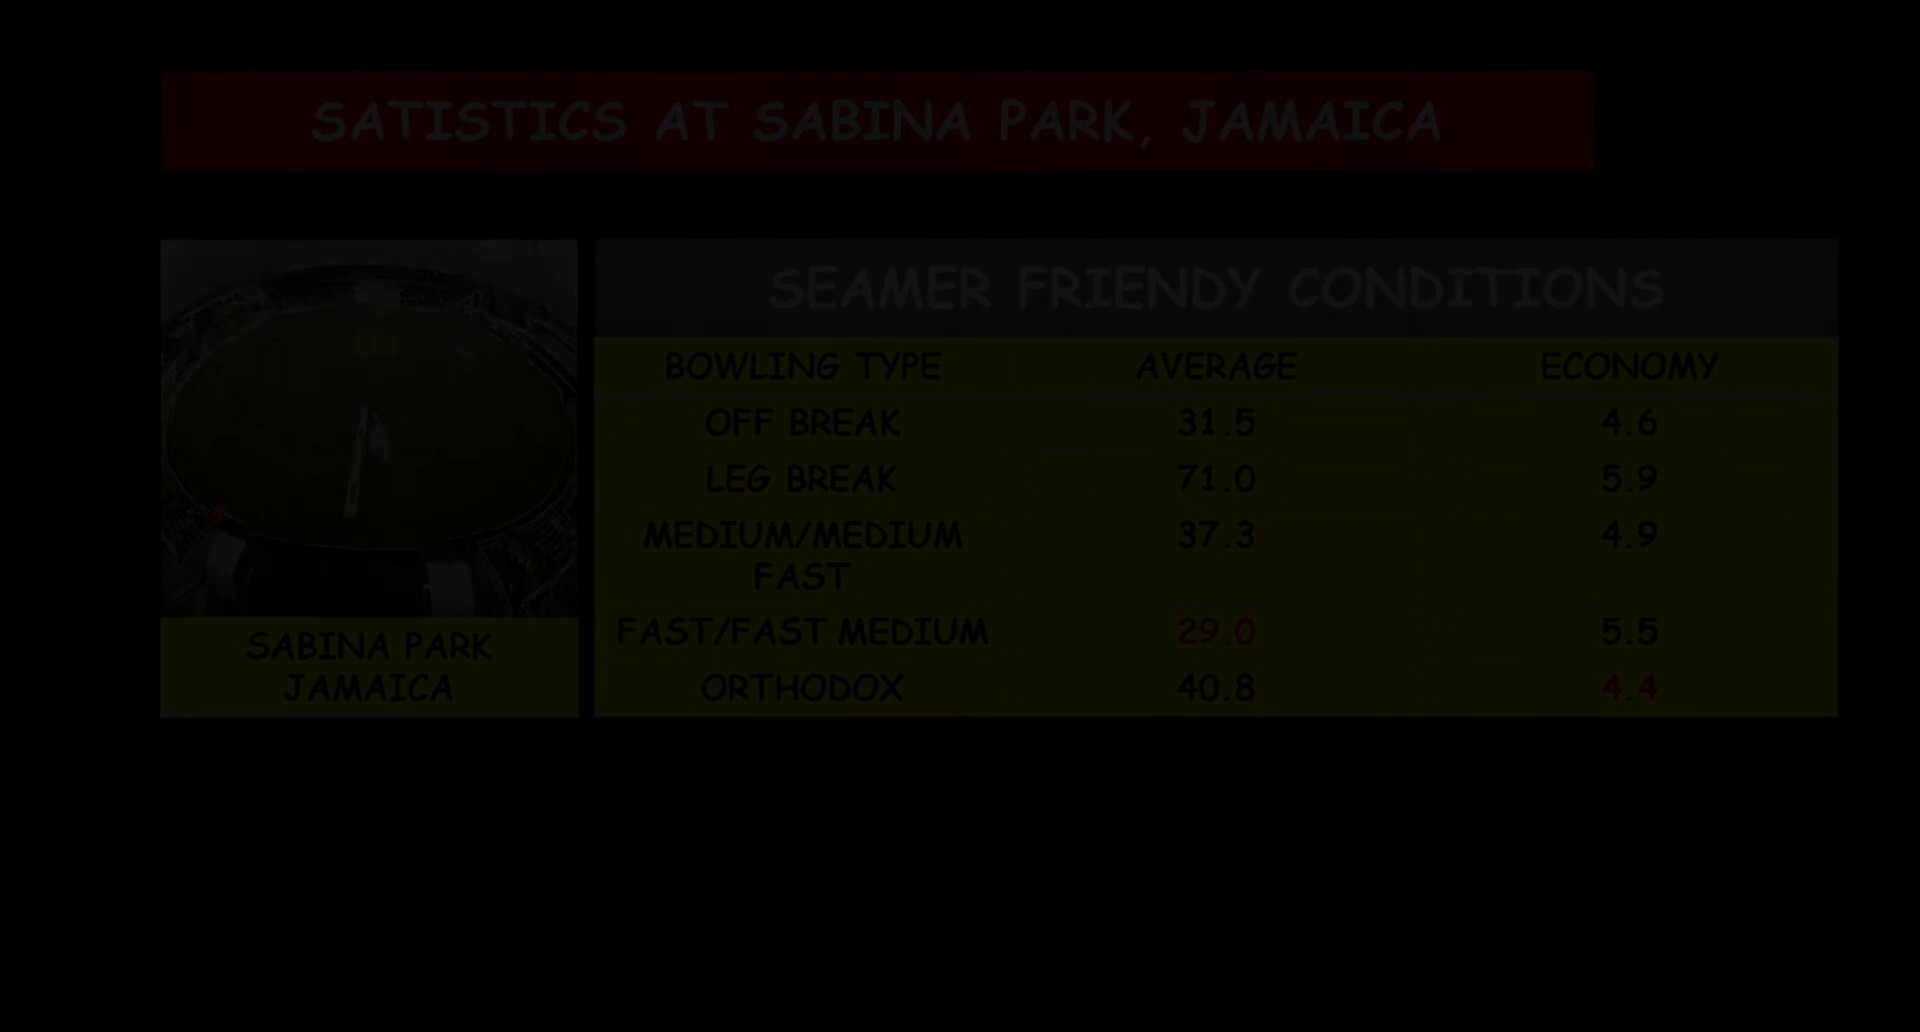 SATISTICS AT SABINA PARK, JAMAICA
SEAMER FRIENDY CONDITIONS
BOWLING TYPE AVERAGE ECONOMY
OFF BREAK 31.5 4.6
LEG BREAK 71.0 5.9
MEDIUM/MEDIUM 37.3 4.9
FAST
FAST/FAST MEDIUM 29.0 5.5
ORTHODOX 40.8 4.4
SABINA PARK
JAMAICA